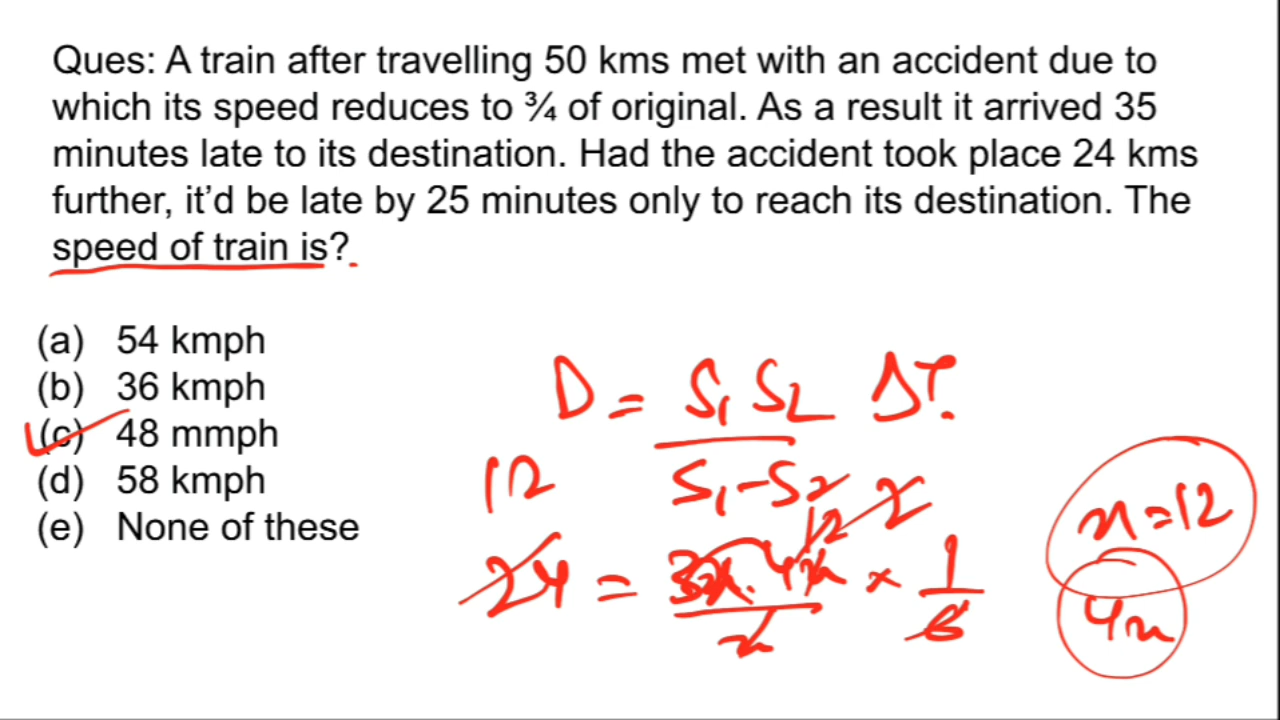 Ques: A train after travelling 50 kms met with an accident due to
which its speed reduces to ¾ of original. As a result it arrived 35
minutes late to its destination. Had the accident took place 24 kms
further, it’d be late by 25 minutes only to reach its destination. The
speed of train is?
(a) 54 kmph
(b) 36 kmph
(c) 48 mmph
(d) 58 kmph
(e) None of these
D = S₁ S₂ ΔT.
S₁-S₂
12
12 2
24 = 3x. 4x × 1
x 6
x=12
4x